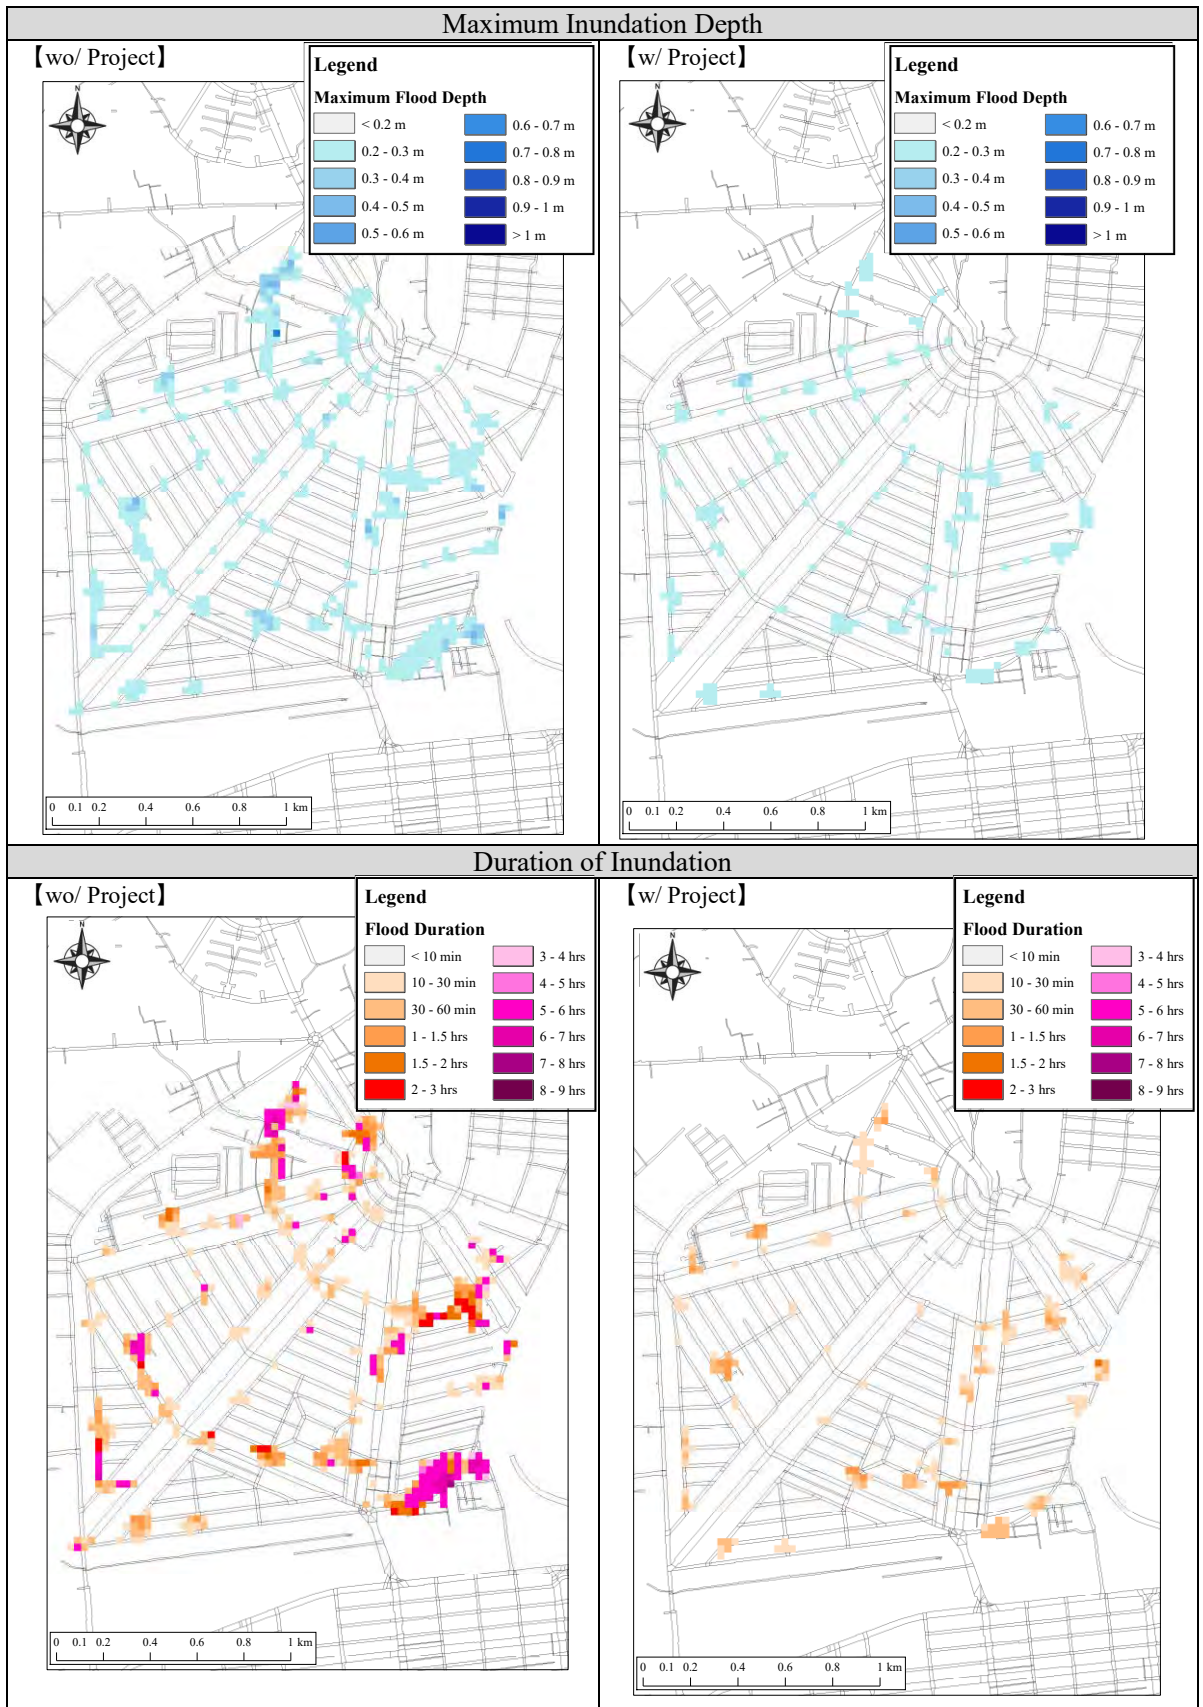 Maximum Inundation Depth
【wo/ Project】
Legend
Maximum Flood Depth
< 0.2 m
0.6 - 0.7 m
0.2 - 0.3 m
0.7 - 0.8 m
0.3 - 0.4 m
0.8 - 0.9 m
0.4 - 0.5 m
0.9 - 1 m
0.5 - 0.6 m
> 1 m
N
0 0.1 0.2 0.4 0.6 0.8 1 km
【w/ Project】
Legend
Maximum Flood Depth
< 0.2 m
0.6 - 0.7 m
0.2 - 0.3 m
0.7 - 0.8 m
0.3 - 0.4 m
0.8 - 0.9 m
0.4 - 0.5 m
0.9 - 1 m
0.5 - 0.6 m
> 1 m
N
0 0.1 0.2 0.4 0.6 0.8 1 km
Duration of Inundation
【wo/ Project】
Legend
Flood Duration
< 10 min
3 - 4 hrs
10 - 30 min
4 - 5 hrs
30 - 60 min
5 - 6 hrs
1 - 1.5 hrs
6 - 7 hrs
1.5 - 2 hrs
7 - 8 hrs
2 - 3 hrs
8 - 9 hrs
N
0 0.1 0.2 0.4 0.6 0.8 1 km
【w/ Project】
Legend
Flood Duration
< 10 min
3 - 4 hrs
10 - 30 min
4 - 5 hrs
30 - 60 min
5 - 6 hrs
1 - 1.5 hrs
6 - 7 hrs
1.5 - 2 hrs
7 - 8 hrs
2 - 3 hrs
8 - 9 hrs
N
0 0.1 0.2 0.4 0.6 0.8 1 km